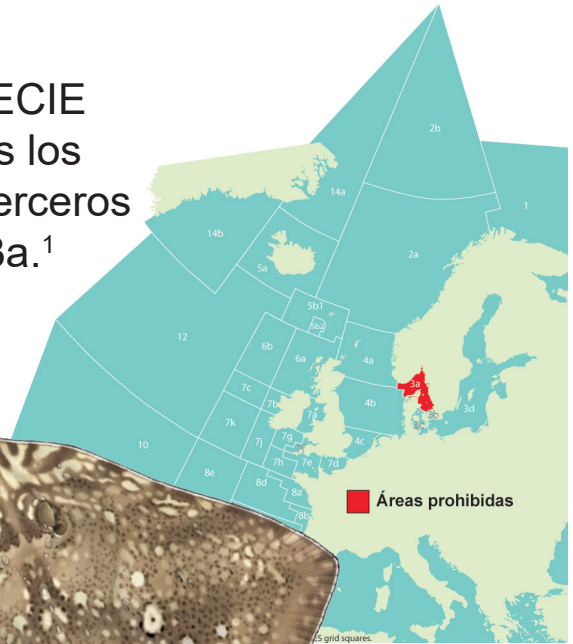 ECIE
s los
erceros
3a.¹
2b
1
14a
14b
2a
5a
5b1
5b2
12
6b
6a
4a
3a
7c
4b
3b
3d
7b
7a
7k
7g
4c
10
7j
7h
7e
7d
8e
8d
8a
8b
Áreas prohibidas
ES grid squares.